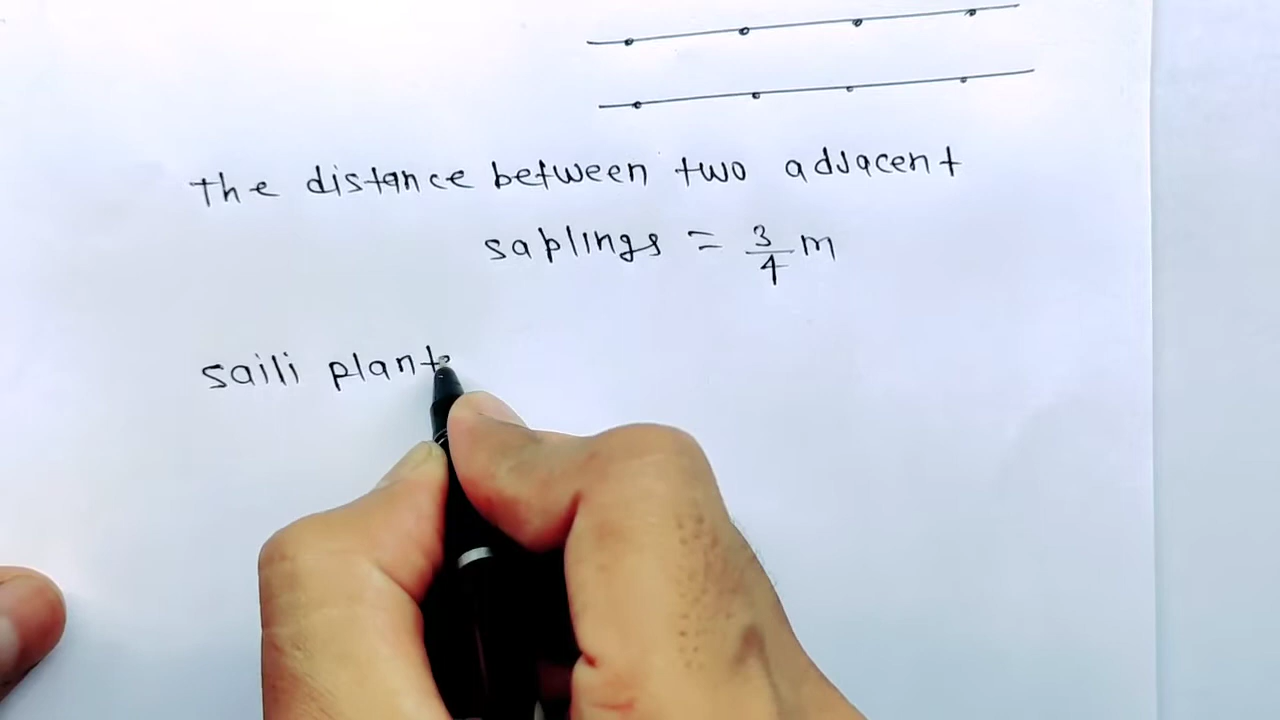 The distance between two adjacent
saplings = 3/4 m
saili plant